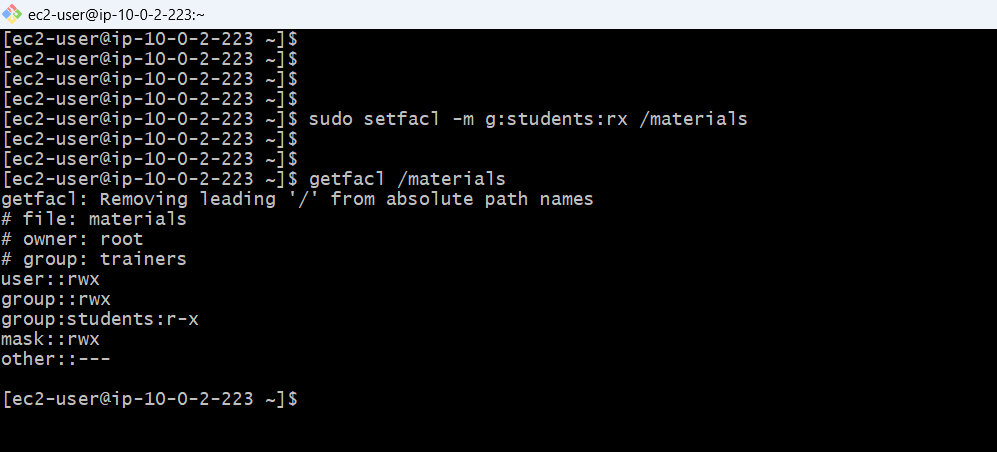 ec2-user@ip-10-0-2-223:~
[ec2-user@ip-10-0-2-223 ~]$
[ec2-user@ip-10-0-2-223 ~]$
[ec2-user@ip-10-0-2-223 ~]$
[ec2-user@ip-10-0-2-223 ~]$
[ec2-user@ip-10-0-2-223 ~]$ sudo setfacl -m g:students:rx /materials
[ec2-user@ip-10-0-2-223 ~]$
[ec2-user@ip-10-0-2-223 ~]$
[ec2-user@ip-10-0-2-223 ~]$ getfacl /materials
getfacl: Removing leading '/' from absolute path names
# file: materials
# owner: root
# group: trainers
user::rwx
group::rwx
group:students:r-x
mask::rwx
other::---
[ec2-user@ip-10-0-2-223 ~]$